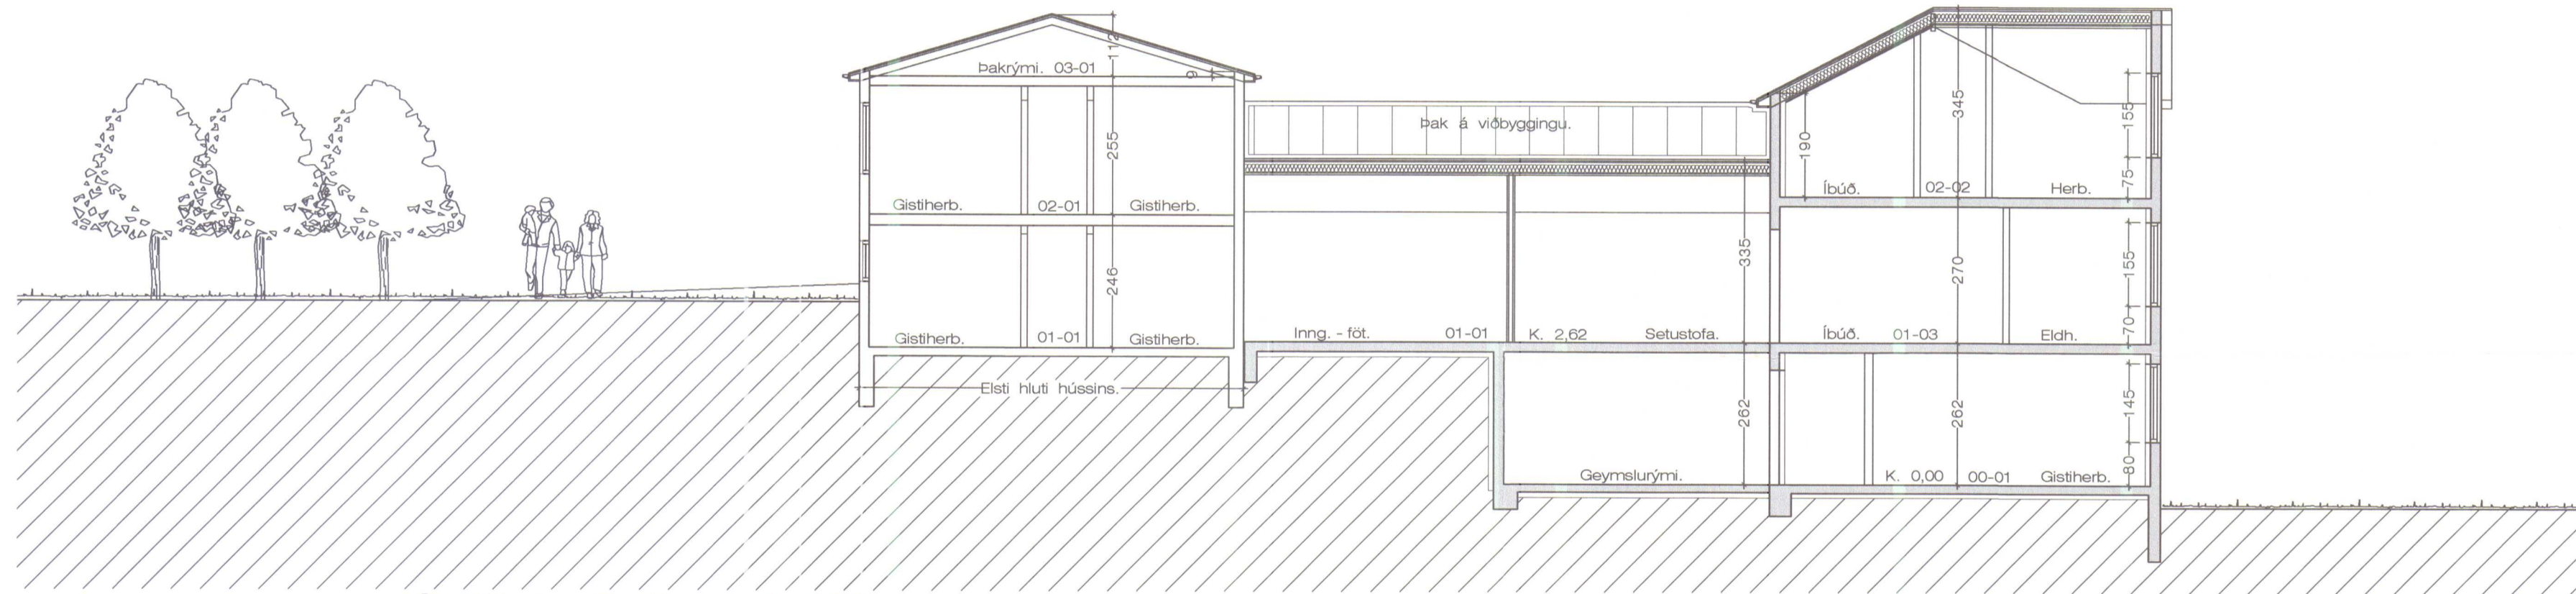 112
Þakrými. 03-01
9
255
Gistiherb. 02-01 Gistiherb.
246
Gistiherb. 01-01 Gistiherb.
Elsti hluti hússins.
Þak á viðbyggingu.
335
Inng. - föt. 01-01 K. 2,62 Setustofa.
262
Geymslurými.
345
190
155
75
Íbúð. 02-02 Herb.
270
155
70
Íbúð. 01-03 Eldh.
262
145
80
K. 0,00 00-01 Gistiherb.